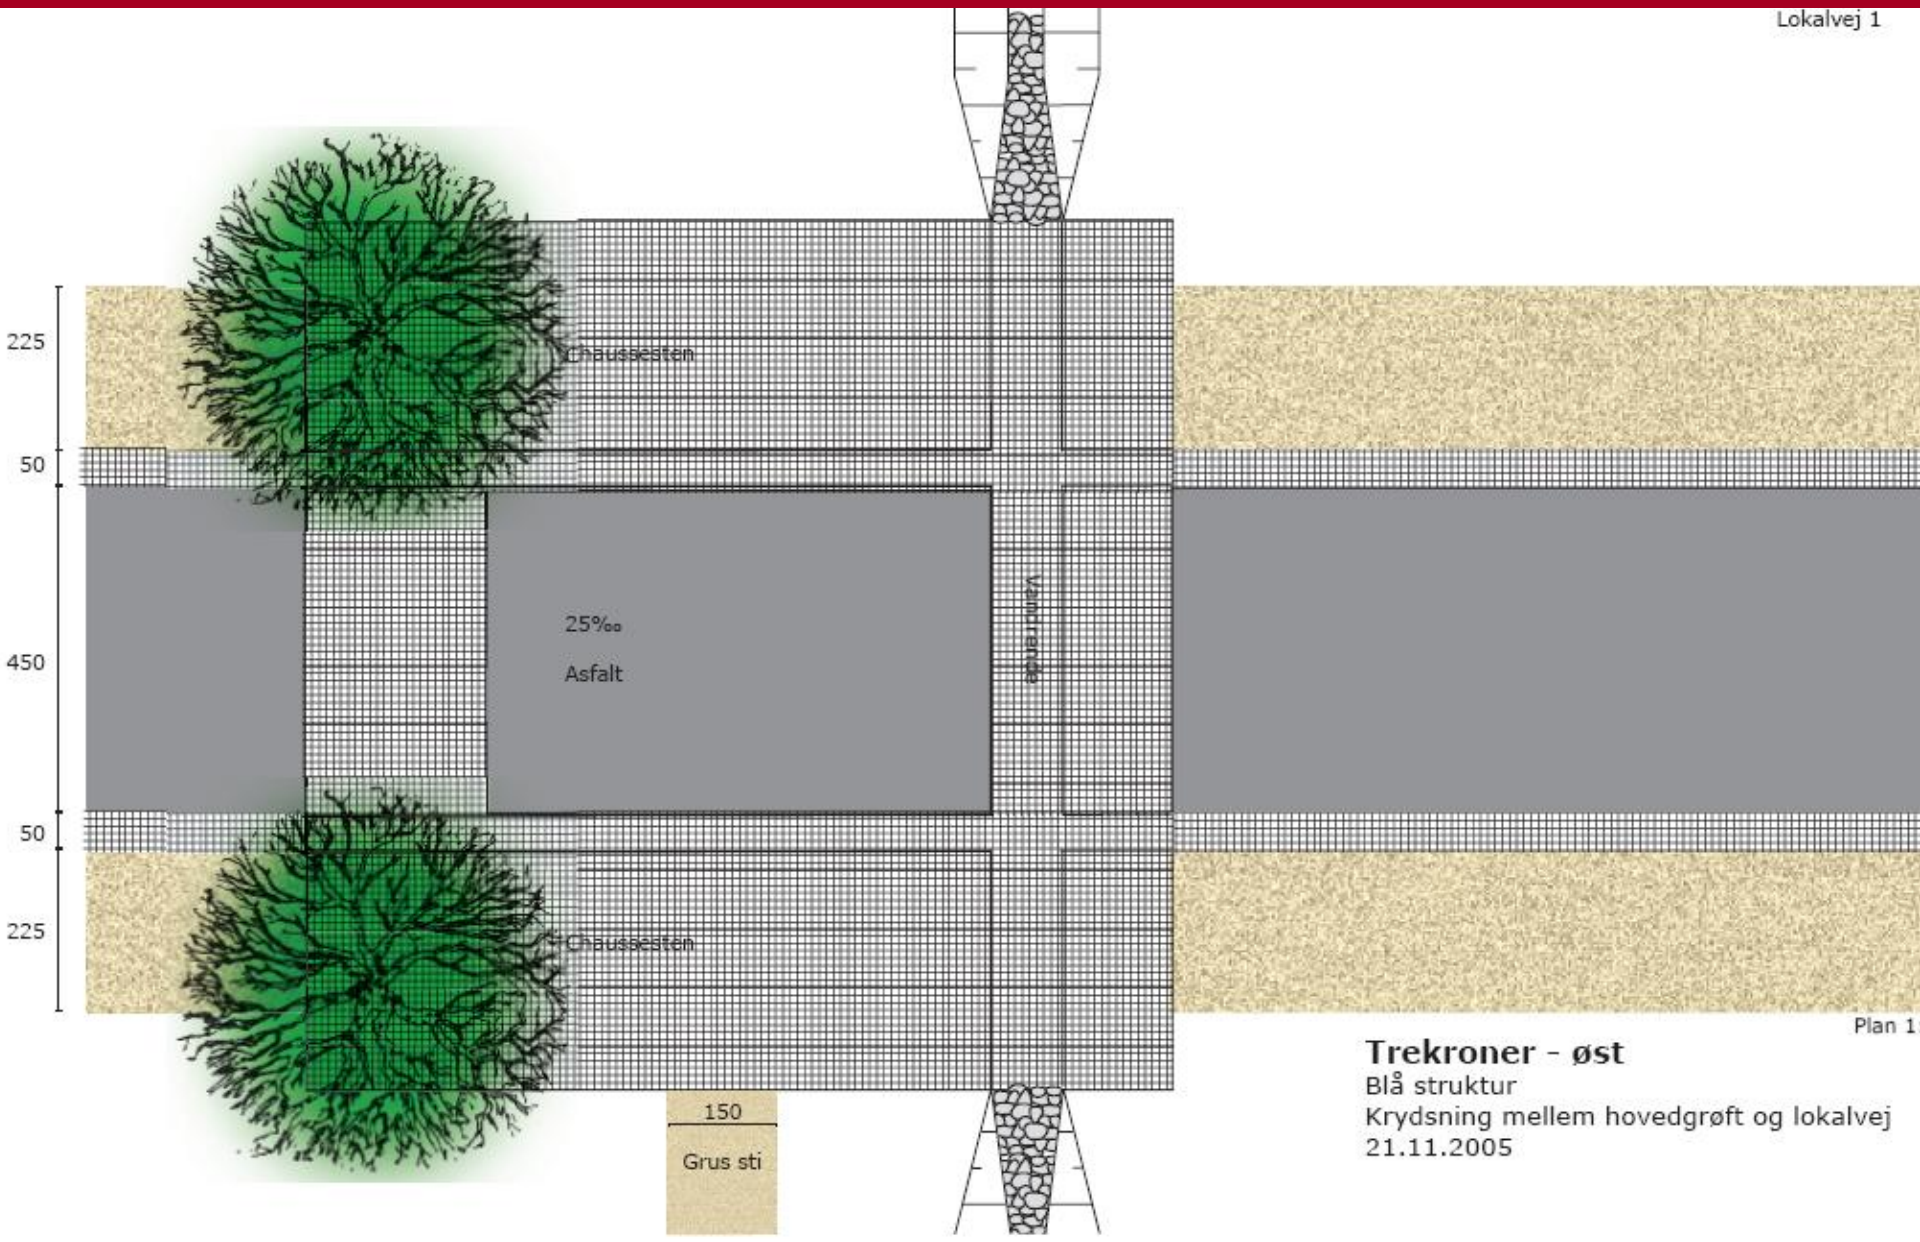 Lokalvej 1
225
Chaussesten
50
450
25‰
Asfalt
Vandrende
50
225
Chaussesten
150
Grus sti
Plan 1:
Trekroner - øst
Blå struktur
Krydsning mellem hovedgrøft og lokalvej
21.11.2005